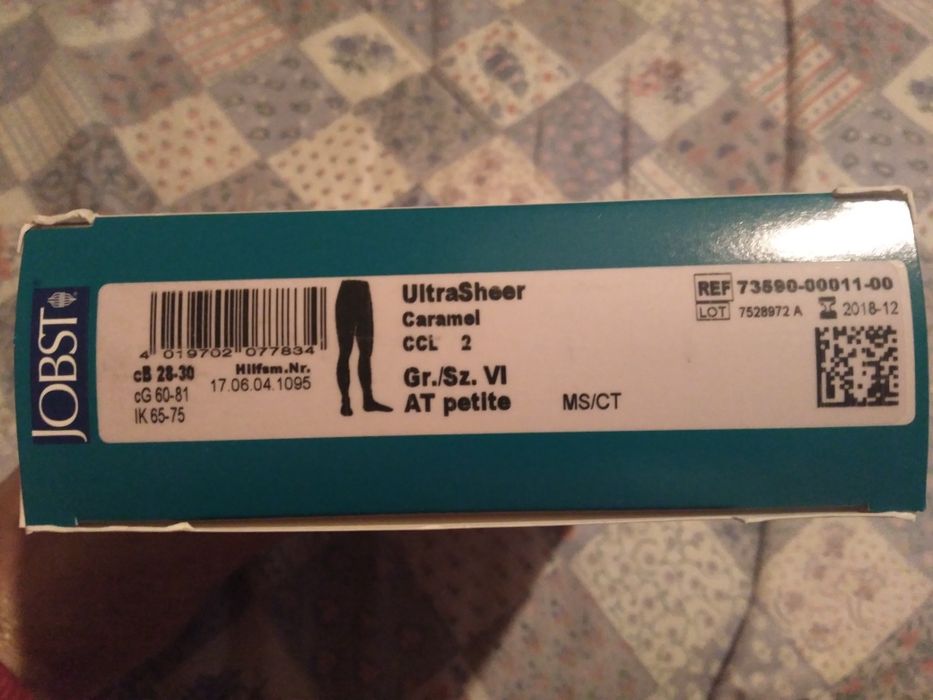 JOBST
4 019702 077834
cB 28-30
cG 60-81
lK 65-75
Hilfsm.Nr.
17.06.04.1095
UltraSheer
Caramel
CCL 2
Gr./Sz. VI
AT petite
MS/CT
REF 73590-00011-00
LOT 7528972 A
2018-12